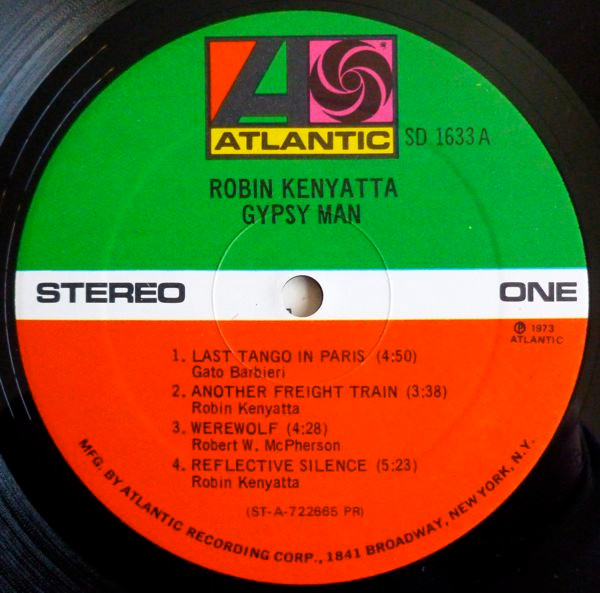 ATLANTIC
SD 1633 A
ROBIN KENYATTA
GYPSY MAN
STEREO
ONE
℗ 1973
ATLANTIC
1. LAST TANGO IN PARIS (4:50)
Gato Barbieri
2. ANOTHER FREIGHT TRAIN (3:38)
Robin Kenyatta
3. WEREWOLF (4:28)
Robert W. McPherson
4. REFLECTIVE SILENCE (5:23)
Robin Kenyatta
(ST-A-722665 PR)
MFG. BY ATLANTIC RECORDING CORP., 1841 BROADWAY, NEW YORK, N.Y.